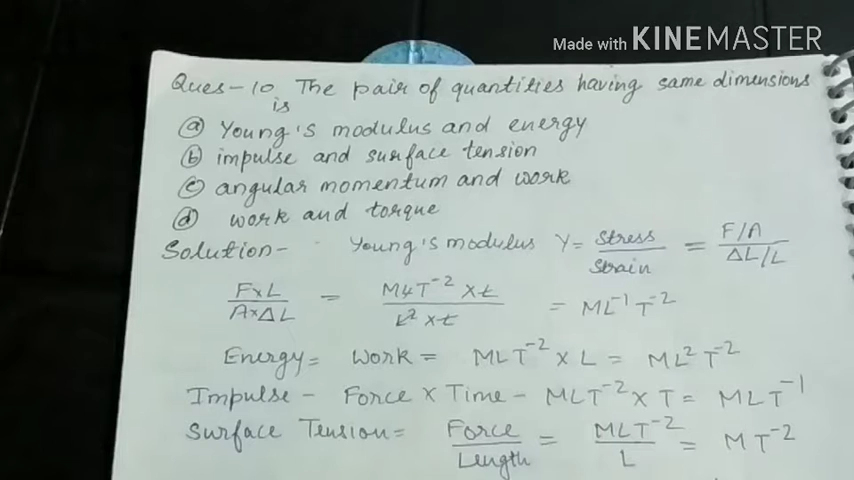 Made with KINEMASTER
Ques-10, The pair of quantities having same dimensions
is
ⓐ Young's modulus and energy
ⓑ impulse and surface tension
ⓒ angular momentum and work
ⓓ work and torque
Solution- Young's modulus Y = Stress/Strain = F/A / ΔL/L
F×L / A×ΔL = MLT⁻² × L / L² × L = ML⁻¹T⁻²
Energy = Work = MLT⁻² × L = ML²T⁻²
Impulse - Force × Time - MLT⁻² × T = MLT⁻¹
Surface Tension = Force/Length = MLT⁻²/L = MT⁻²